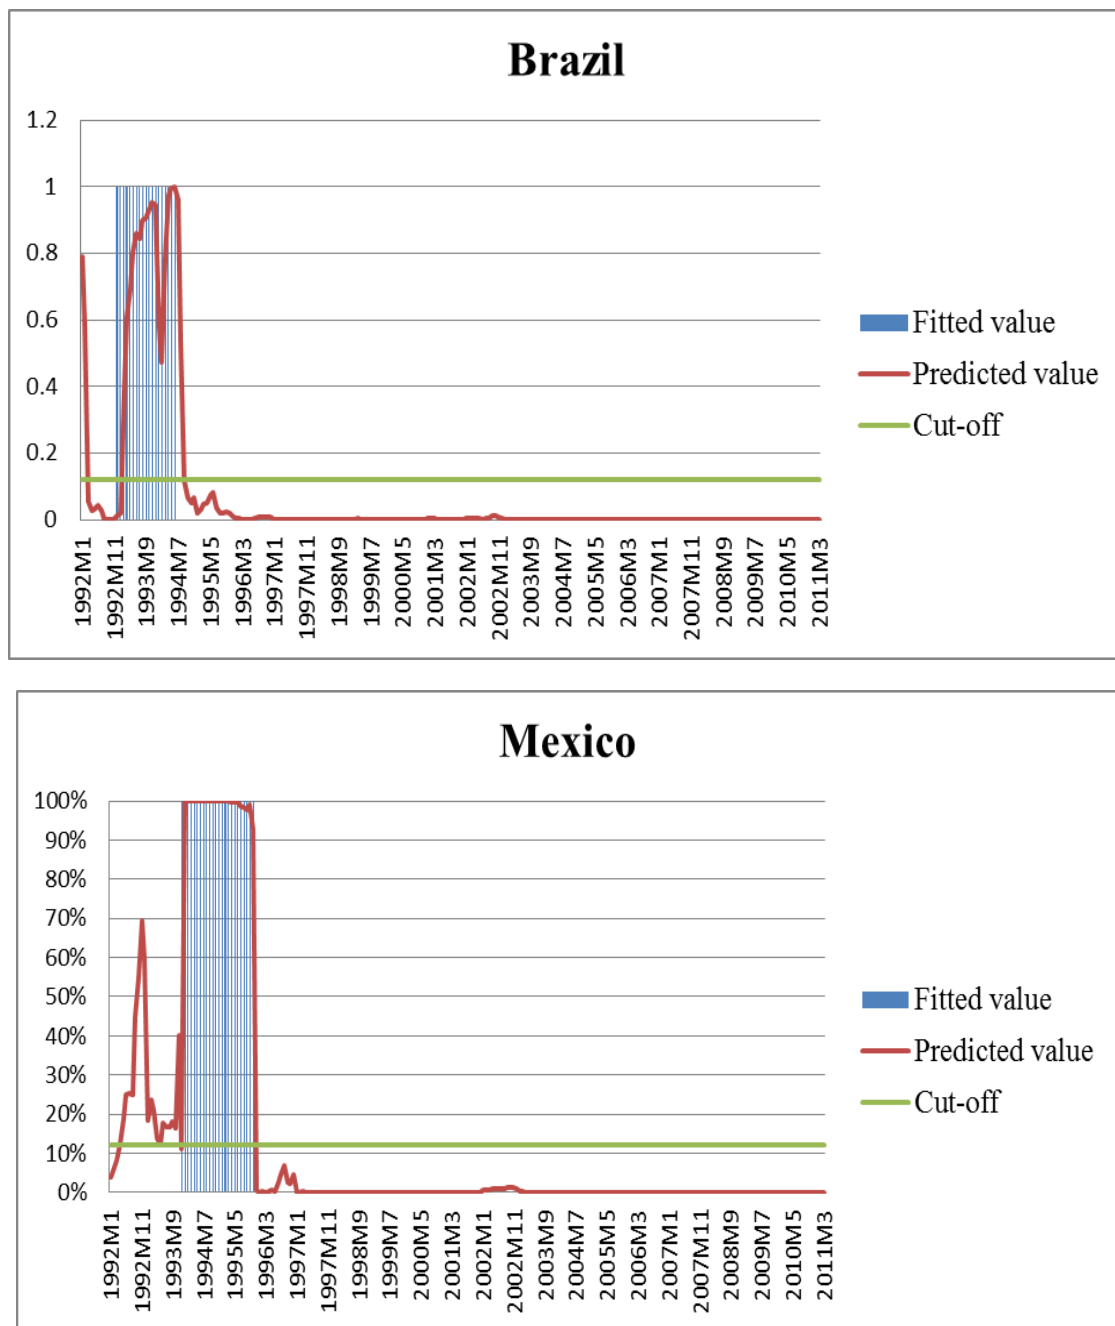 Brazil
1.2
1
0.8
0.6
0.4
0.2
0
1992M1
1992M11
1993M9
1994M7
1995M5
1996M3
1997M1
1997M11
1998M9
1999M7
2000M5
2001M3
2002M1
2002M11
2003M9
2004M7
2005M5
2006M3
2007M1
2007M11
2008M9
2009M7
2010M5
2011M3
Fitted value
Predicted value
Cut-off
Mexico
100%
90%
80%
70%
60%
50%
40%
30%
20%
10%
0%
1992M1
1992M11
1993M9
1994M7
1995M5
1996M3
1997M1
1997M11
1998M9
1999M7
2000M5
2001M3
2002M1
2002M11
2003M9
2004M7
2005M5
2006M3
2007M1
2007M11
2008M9
2009M7
2010M5
2011M3
Fitted value
Predicted value
Cut-off